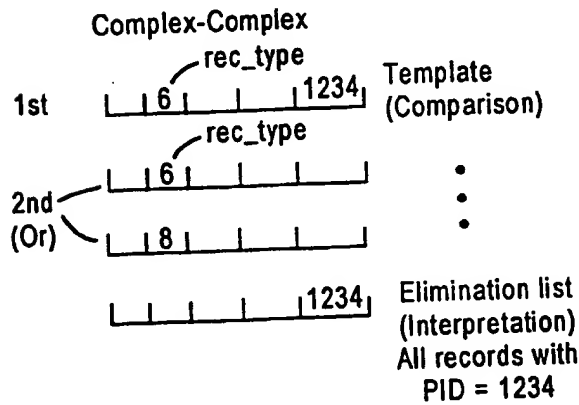 Complex-Complex
rec_type
1st 6 1234 Template
(Comparison)
rec_type
6
2nd
(Or)
8
1234 Elimination list
(Interpretation)
All records with
PID = 1234